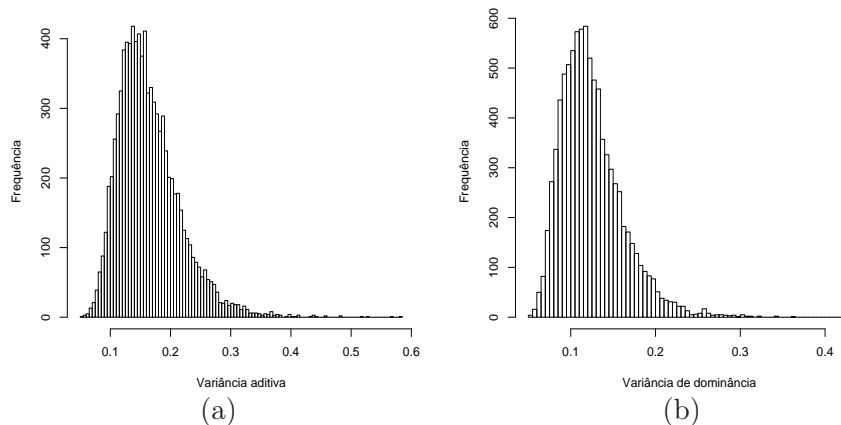 400
300
200
100
0
Frequência
0.1 0.2 0.3 0.4 0.5 0.6
Variância aditiva
(a)
600
500
400
300
200
100
0
Frequência
0.1 0.2 0.3 0.4
Variância de dominância
(b)